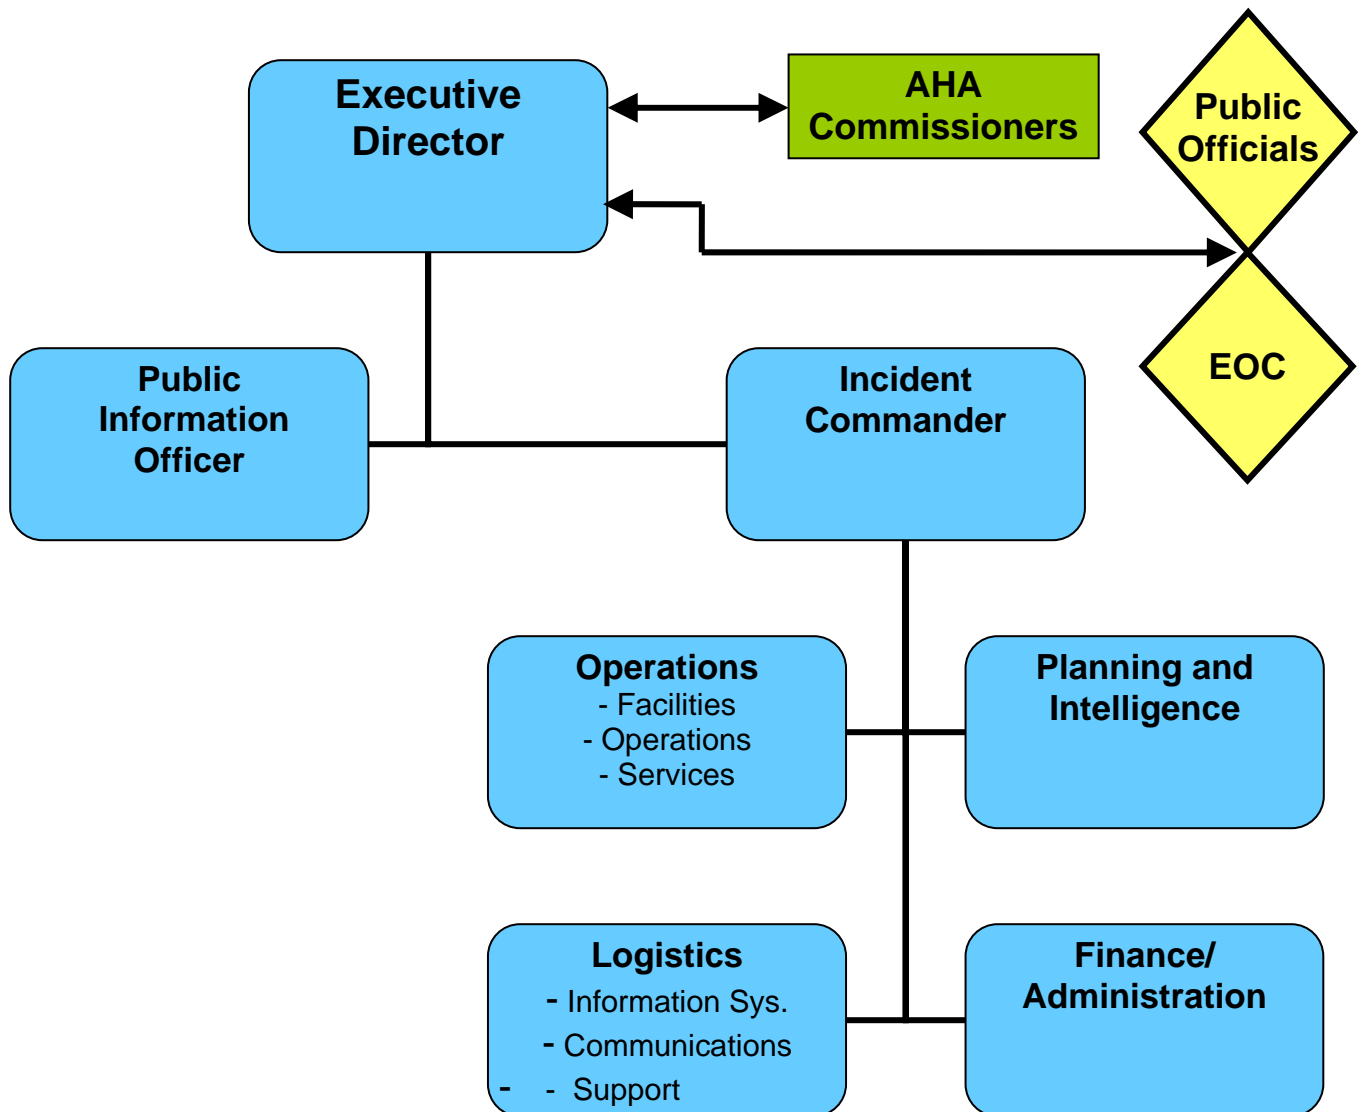 Executive
Director
AHA
Commissioners
Public
Officials
EOC
Public
Information
Officer
Incident
Commander
Operations
- Facilities
- Operations
- Services
Planning and
Intelligence
Logistics
- Information Sys.
- Communications
- - Support
Finance/
Administration